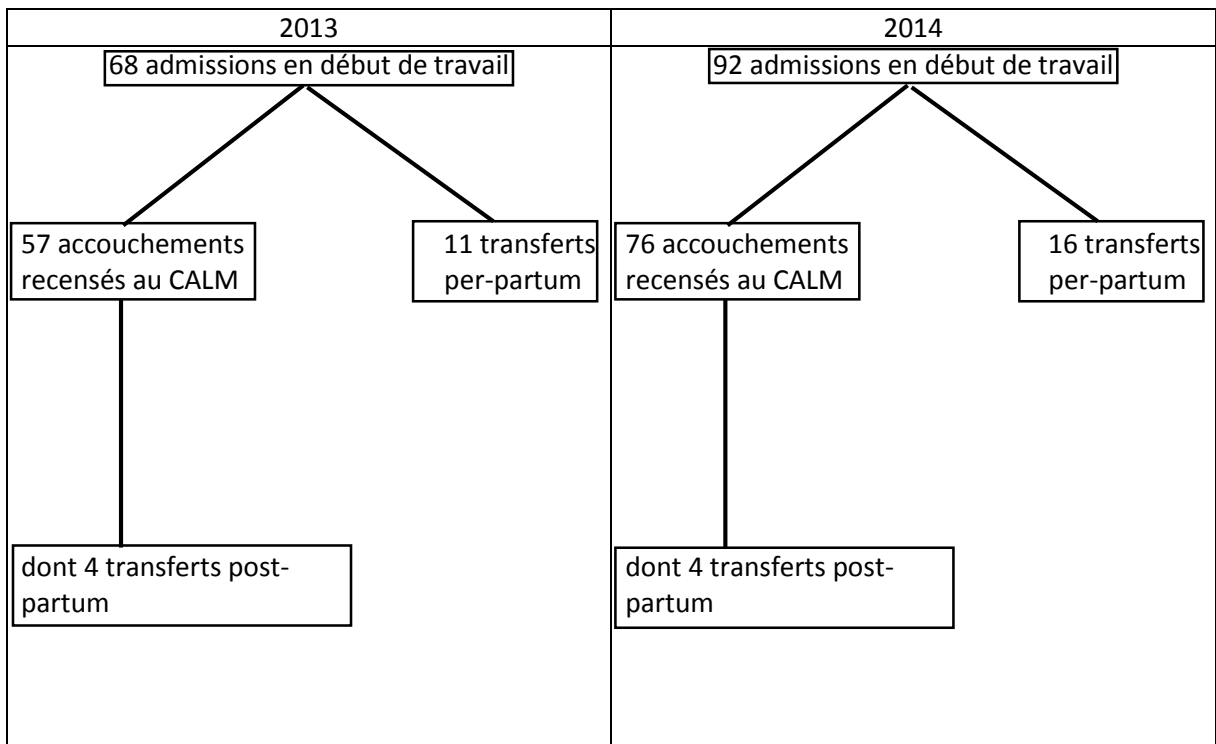 2013
68 admissions en début de travail
57 accouchements
recensés au CALM
11 transferts
per-partum
dont 4 transferts post-
partum
2014
92 admissions en début de travail
76 accouchements
recensés au CALM
16 transferts
per-partum
dont 4 transferts post-
partum